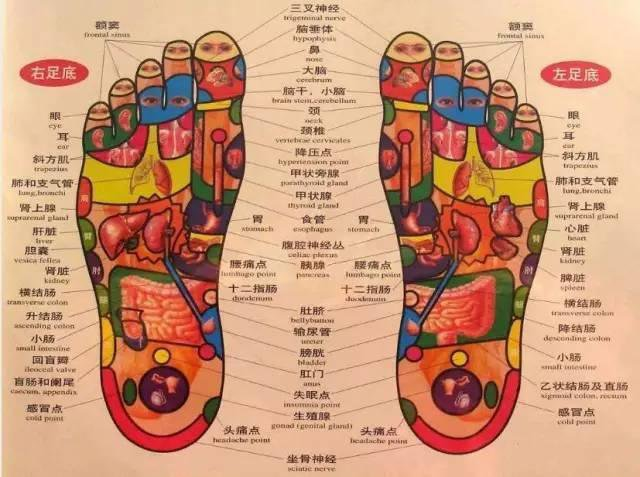 额窦
frontal sinus
右足底
眼
eye
耳
ear
斜方肌
trapezius
肺和支气管
lung,bronchi
肾上腺
suprarenal gland
肝脏
liver
胆囊
vesica fellea
肾脏
kidney
横结肠
transverse colon
升结肠
ascending colon
小肠
small intestine
回盲瓣
ileocecal valve
盲肠和阑尾
caecum, appendix
感冒点
cold point
三叉神经
trigeminal nerve
脑垂体
hypophysis
鼻
nose
大脑
cerebrum
脑干, 小脑
brain stem,cerebellum
颈
neck
颈椎
vertebrae cervicales
降压点
hypertension point
甲状旁腺
parathyroid gland
甲状腺
thyroid gland
胃
stomach
食管
esophagus
胃
stomach
腹腔神经丛
celiac plexus
腰痛点
lumbago point
胰腺
pancreas
腰痛点
lumbago point
十二指肠
duodenum
十二指肠
duodenum
肚脐
bellybutton
输尿管
ureter
膀胱
bladder
肛门
anus
失眠点
insomnia point
生殖腺
gonad (genital gland)
头痛点
headache point
头痛点
headache point
坐骨神经
sciatic nerve
额窦
frontal sinus
左足底
眼
eye
耳
ear
斜方肌
trapezius
肺和支气管
lung,bronchi
肾上腺
suprarenal gland
心脏
heart
肾脏
kidney
脾脏
spleen
横结肠
transverse colon
降结肠
descending colon
小肠
small intestine
乙状结肠及直肠
sigmoid colon, rectum
感冒点
cold point
肩
肘
肩
肘